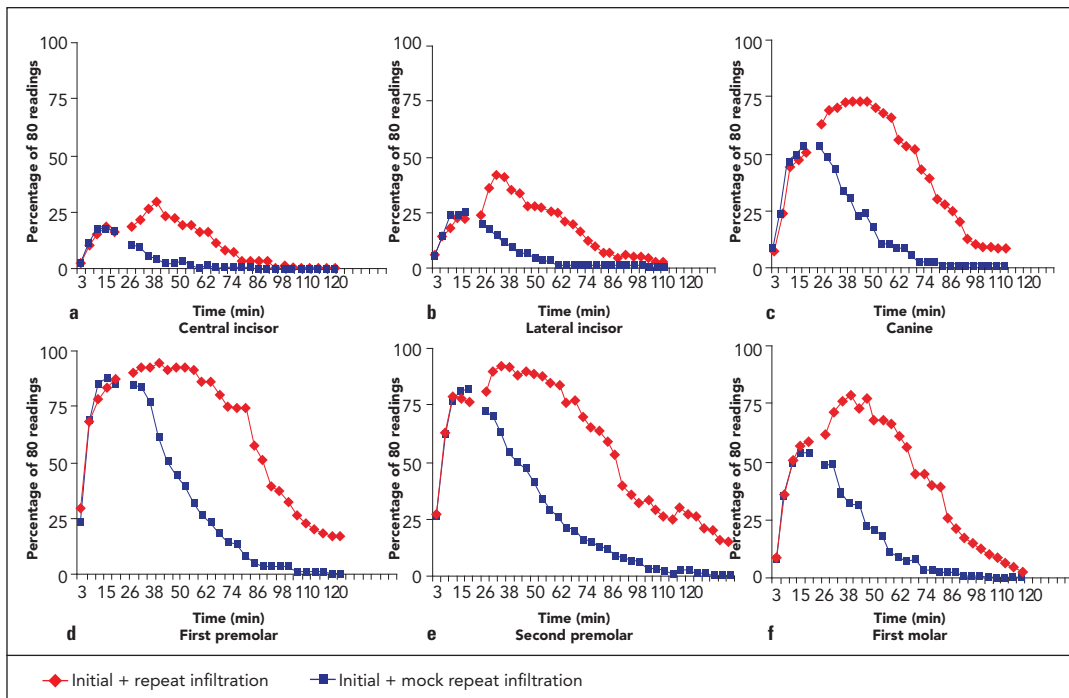 100
75
50
25
0
Percentage of 80 readings
3 15 26 38 50 62 74 86 98 110 120
Time (min)
a
Central incisor
100
75
50
25
0
Percentage of 80 readings
3 15 26 38 50 62 74 86 98 110 120
Time (min)
b
Lateral incisor
100
75
50
25
0
Percentage of 80 readings
3 15 26 38 50 62 74 86 98 110 120
Time (min)
c
Canine
100
75
50
25
0
Percentage of 80 readings
3 15 26 38 50 62 74 86 98 120
Time (min)
d
First premolar
100
75
50
25
0
Percentage of 80 readings
3 15 26 38 50 62 74 86 98 120
Time (min)
e
Second premolar
100
75
50
25
0
Percentage of 80 readings
3 15 26 38 50 62 74 86 98 110 120
Time (min)
f
First molar
Initial + repeat infiltration
Initial + mock repeat infiltration